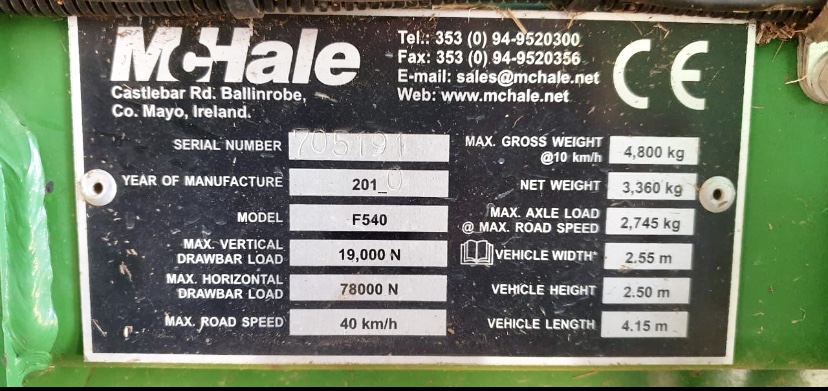 McHale
Castlebar Rd. Ballinrobe,
Co. Mayo, Ireland.
Tel.: 353 (0) 94-9520300
Fax: 353 (0) 94-9520356
E-mail: sales@mchale.net
Web: www.mchale.net
CE
SERIAL NUMBER 705191
YEAR OF MANUFACTURE 201_0
MODEL F540
MAX. VERTICAL
DRAWBAR LOAD 19,000 N
MAX. HORIZONTAL
DRAWBAR LOAD 78000 N
MAX. ROAD SPEED 40 km/h
MAX. GROSS WEIGHT
@10 km/h 4,800 kg
NET WEIGHT 3,360 kg
MAX. AXLE LOAD
@ MAX. ROAD SPEED 2,745 kg
VEHICLE WIDTH* 2.55 m
VEHICLE HEIGHT 2.50 m
VEHICLE LENGTH 4.15 m